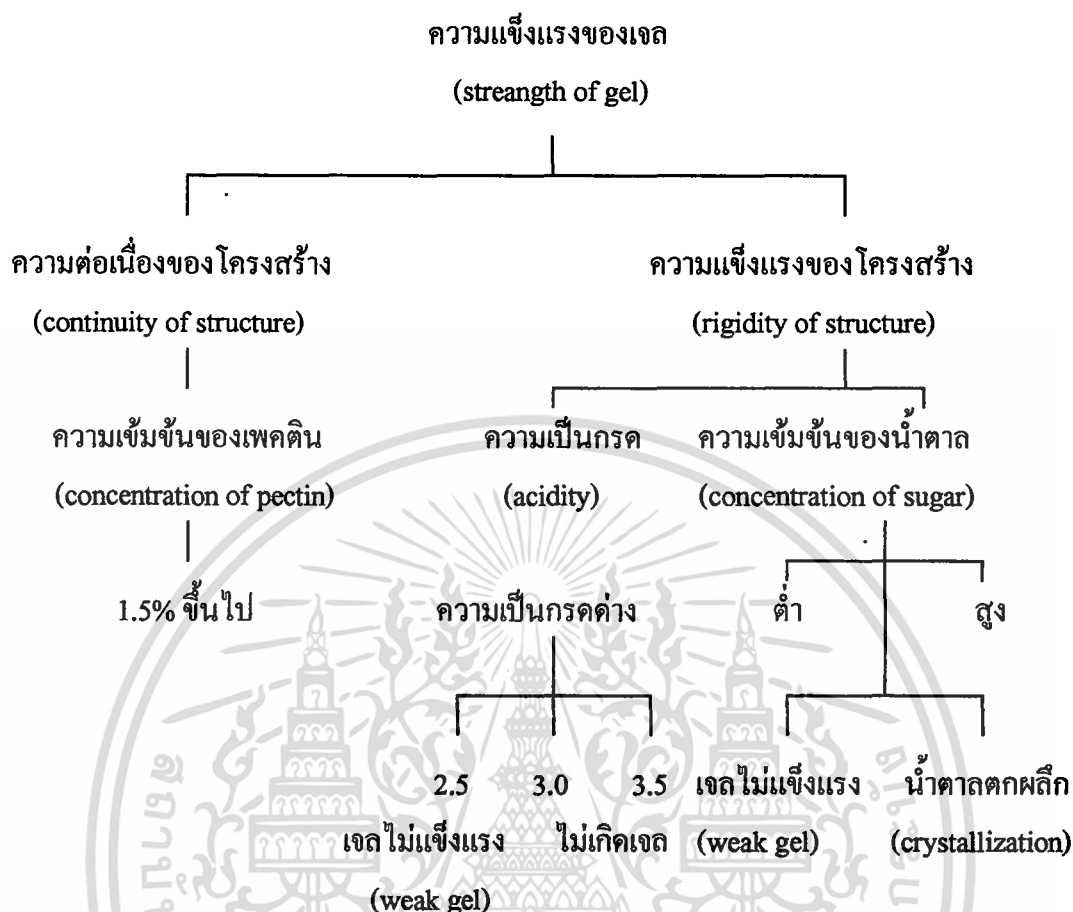 ความแข็งแรงของเจล
(streangth of gel)
ความต่อเนื่องของโครงสร้าง ความแข็งแรงของโครงสร้าง
(continuity of structure) (rigidity of structure)
ความเข้มข้นของเพคติน ความเป็นกรด ความเข้มข้นของน้ำตาล
(concentration of pectin) (acidity) (concentration of sugar)
1.5% ขึ้นไป ความเป็นกรดด่าง ต่ำ สูง
2.5 3.0 3.5 เจลไม่แข็งแรง น้ำตาลตกผลึก
เจลไม่แข็งแรง ไม่เกิดเจล (weak gel) (crystallization)
(weak gel)